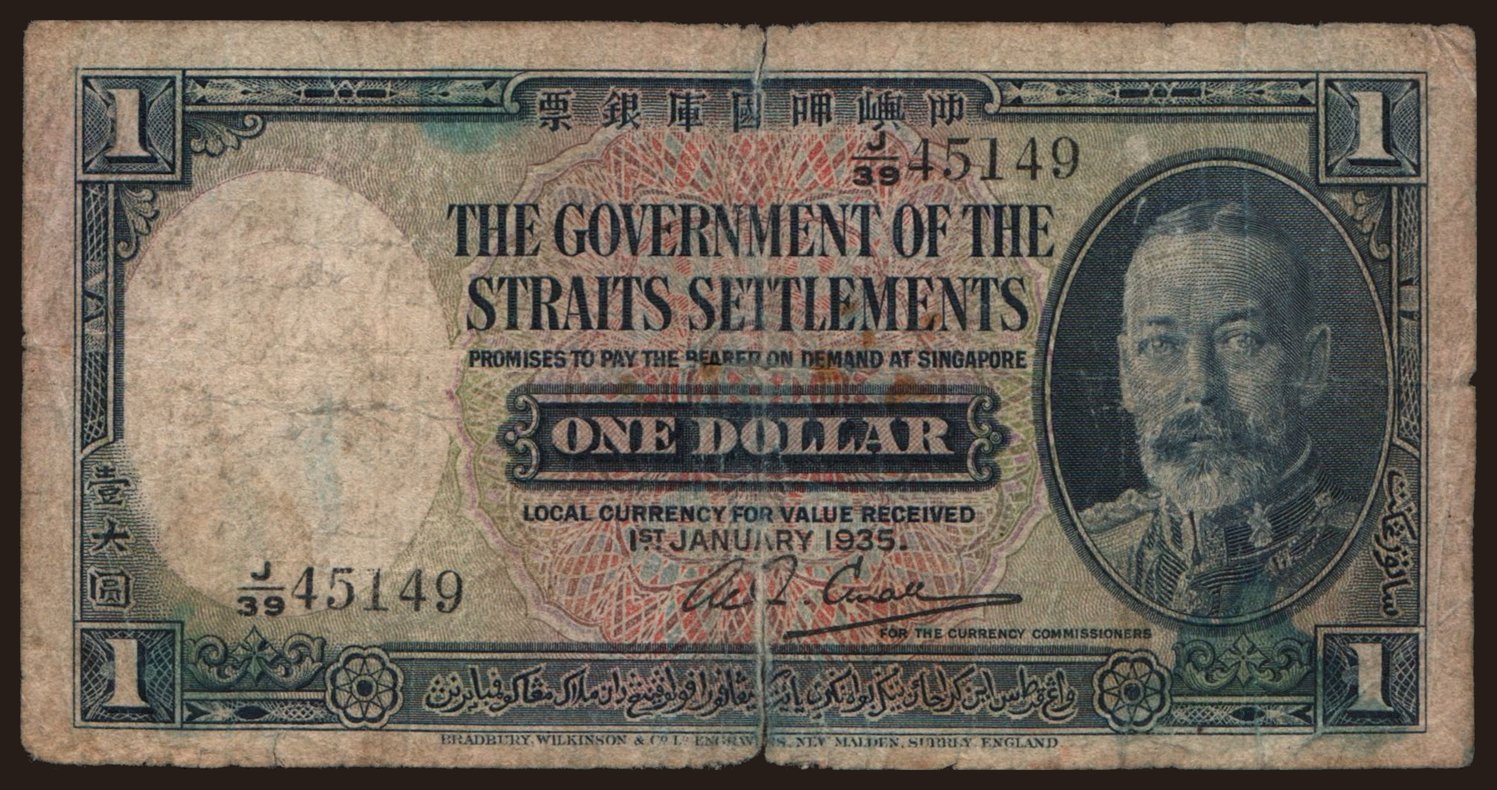 1
1
票銀庫國岬嶼叻
J/39 45149
THE GOVERNMENT OF THE
STRAITS SETTLEMENTS
PROMISES TO PAY THE BEARER ON DEMAND AT SINGAPORE
ONE DOLLAR
LOCAL CURRENCY FOR VALUE RECEIVED
1ST JANUARY 1935.
壹大圓
J/39 45149
FOR THE CURRENCY COMMISSIONERS
1
1
BRADBURY, WILKINSON & Co. Ld. ENGRAVERS, NEW MALDEN, SURREY, ENGLAND